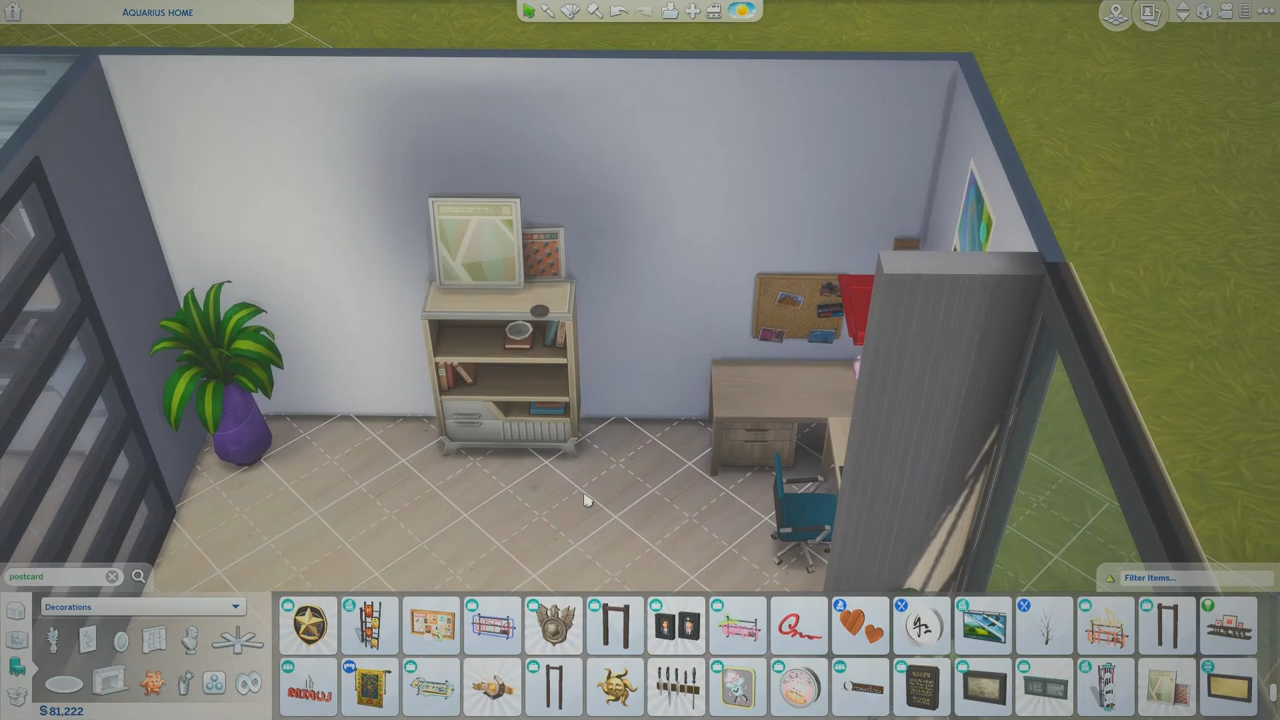 AQUARIUS HOME
postcard
Filter Items...
Decorations
§81,222